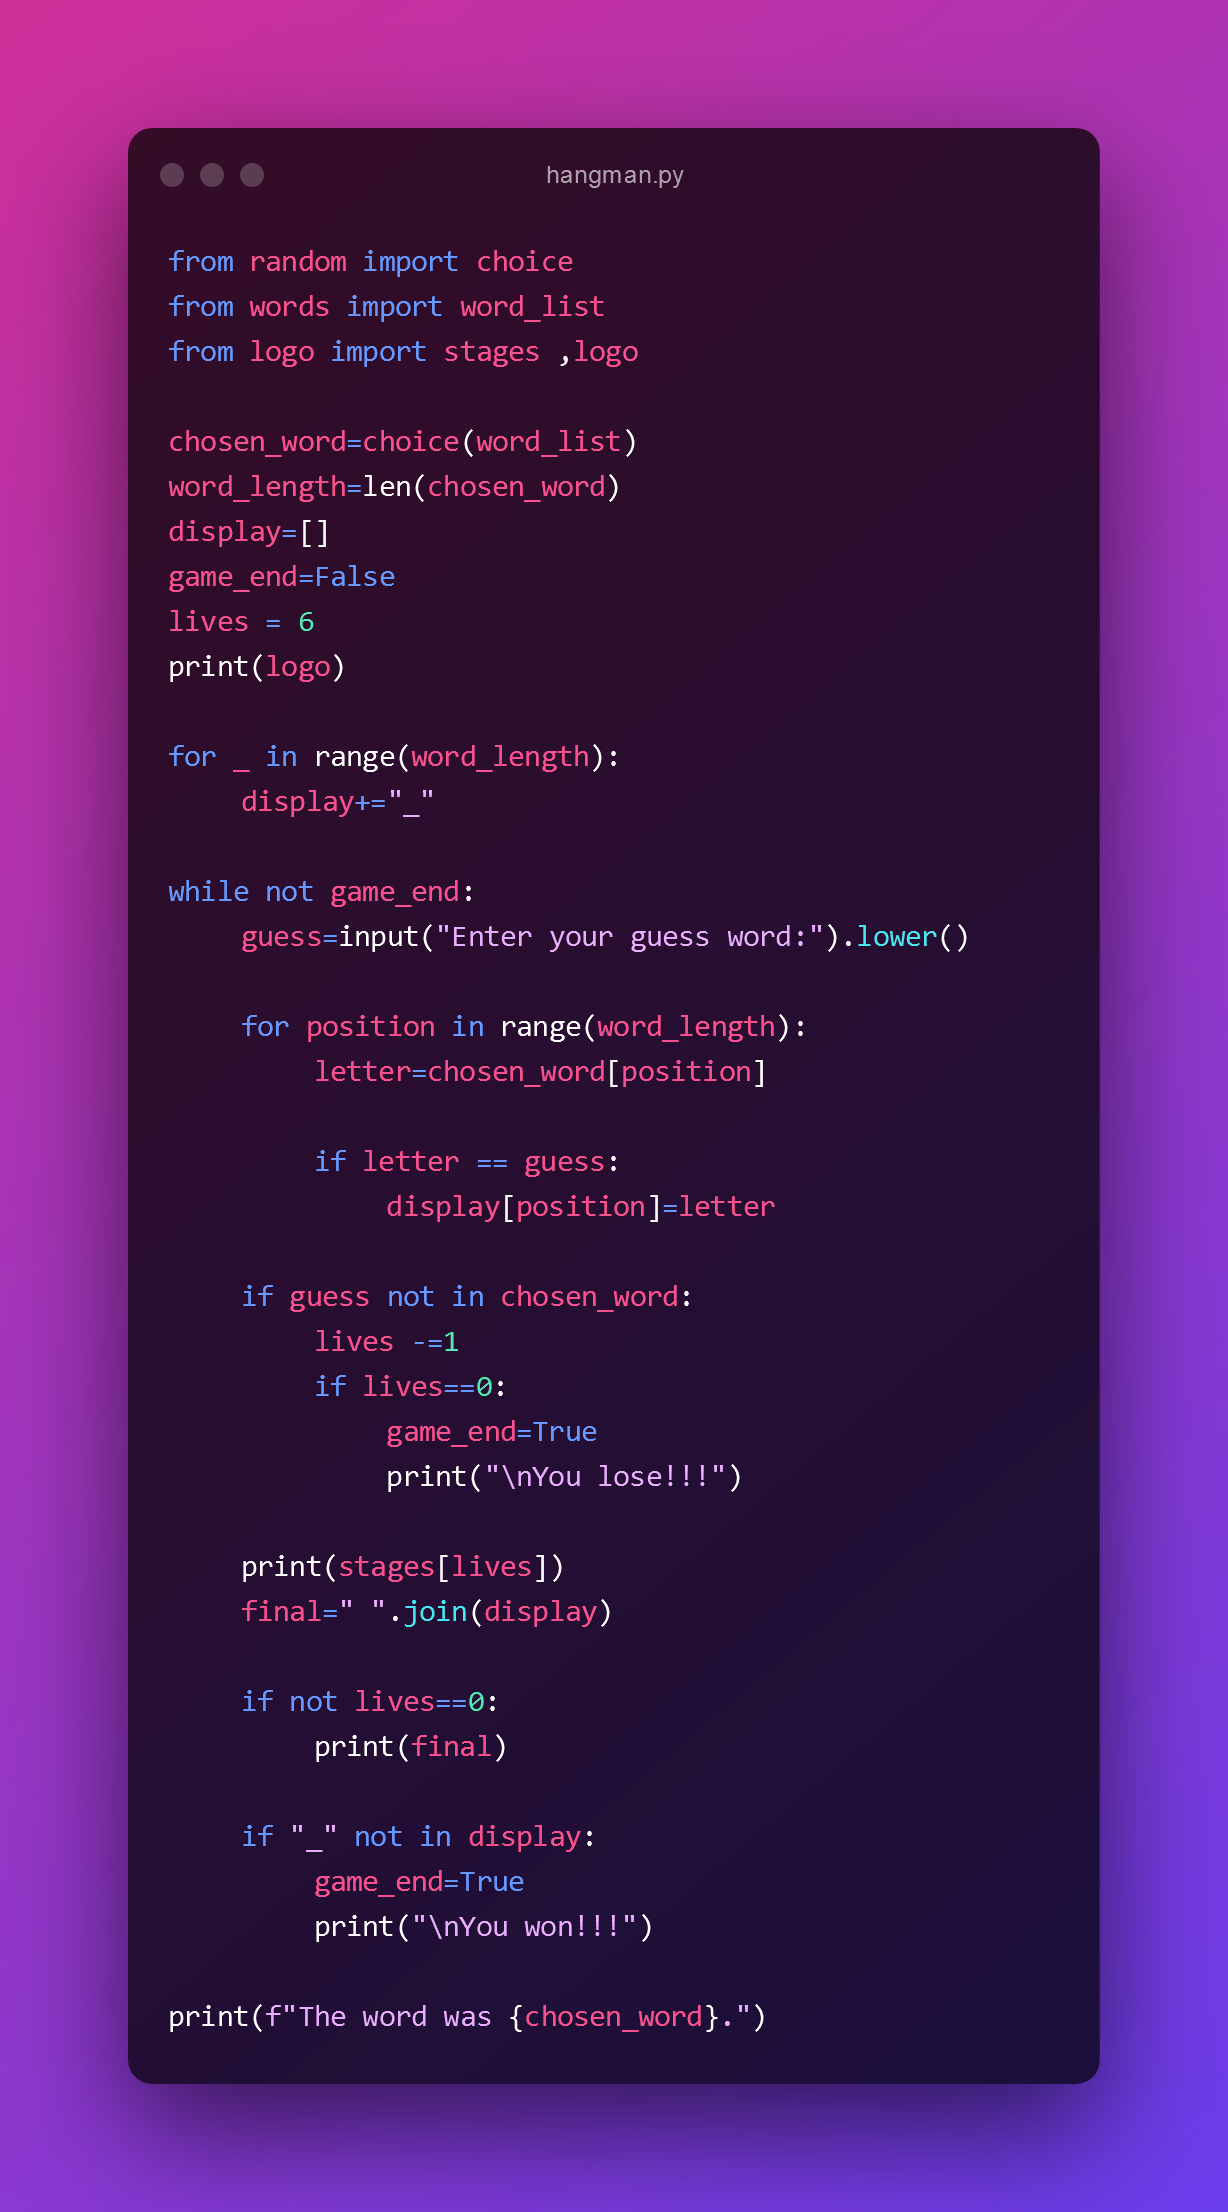 hangman.py
from random import choice
from words import word_list
from logo import stages ,logo

chosen_word=choice(word_list)
word_length=len(chosen_word)
display=[]
game_end=False
lives = 6
print(logo)

for _ in range(word_length):
    display+="_"

while not game_end:
    guess=input("Enter your guess word:").lower()

    for position in range(word_length):
        letter=chosen_word[position]

        if letter == guess:
            display[position]=letter

    if guess not in chosen_word:
        lives -=1
        if lives==0:
            game_end=True
            print("\nYou lose!!!")

    print(stages[lives])
    final=" ".join(display)

    if not lives==0:
        print(final)

    if "_" not in display:
        game_end=True
        print("\nYou won!!!")

print(f"The word was {chosen_word}.")